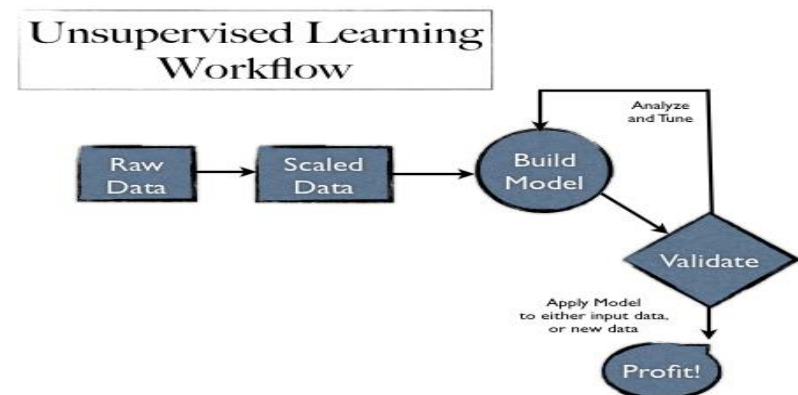 Unsupervised Learning
Workflow
Analyze
and Tune
Raw
Data
Scaled
Data
Build
Model
Validate
Apply Model
to either input data,
or new data
Profit!